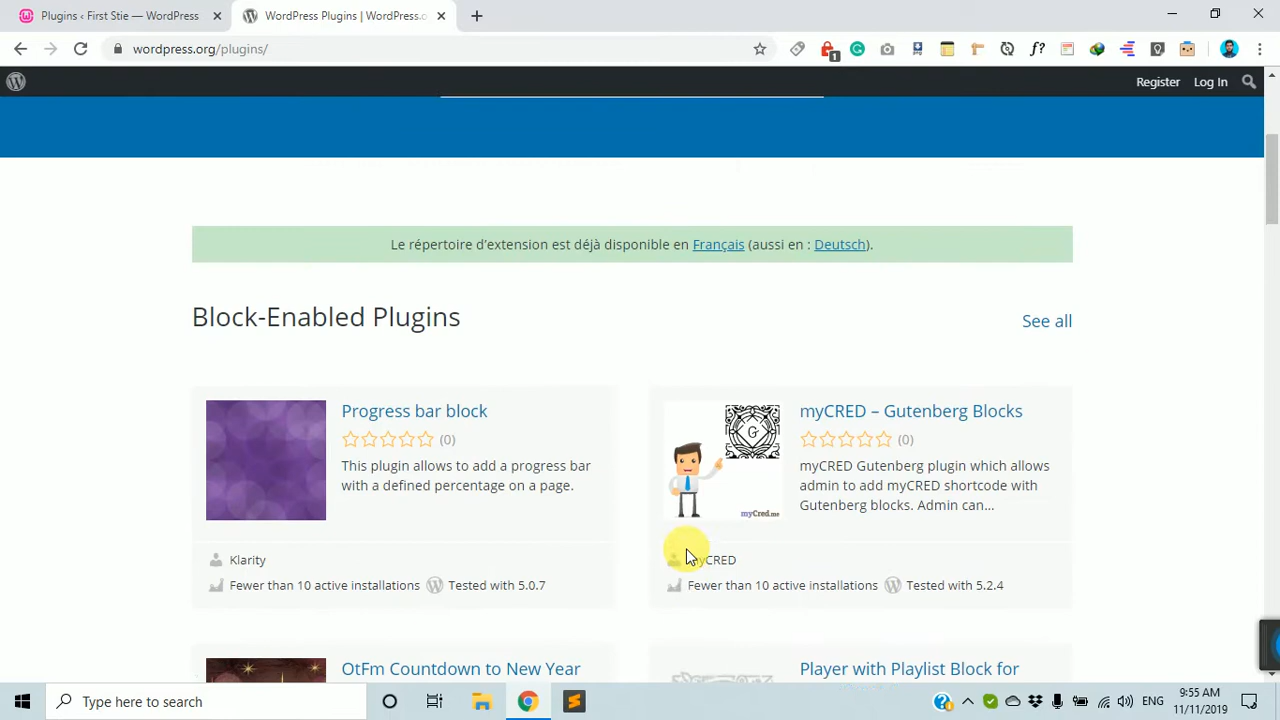 Plugins ‹ First Stie — WordPress
WordPress Plugins | WordPress.o
wordpress.org/plugins/
1
f?
Register
Log In
Le répertoire d'extension est déjà disponible en Français (aussi en : Deutsch).
Block-Enabled Plugins
See all
Progress bar block
(0)
This plugin allows to add a progress bar
with a defined percentage on a page.
Klarity
Fewer than 10 active installations
Tested with 5.0.7
G
myCred.me
myCRED – Gutenberg Blocks
(0)
myCRED Gutenberg plugin which allows
admin to add myCRED shortcode with
Gutenberg blocks. Admin can...
yCRED
Fewer than 10 active installations
Tested with 5.2.4
OtFm Countdown to New Year
Player with Playlist Block for
Type here to search
ENG
9:55 AM
11/11/2019